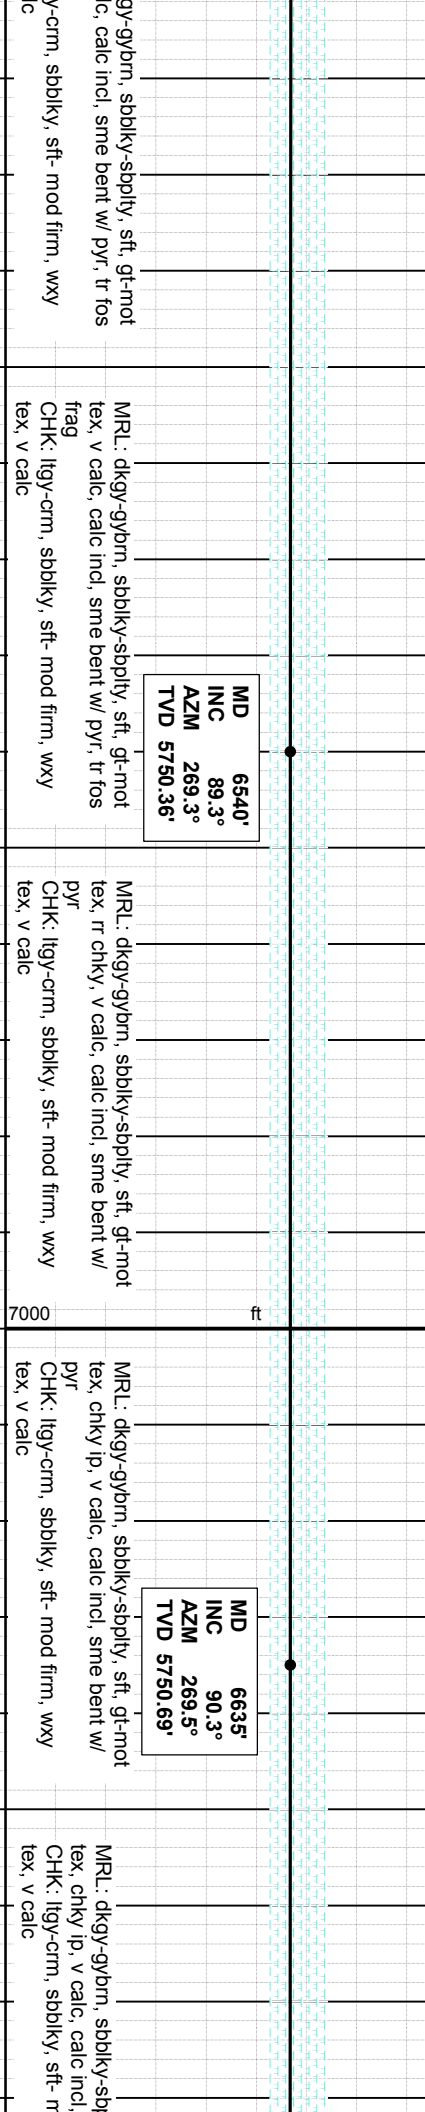 gy-gybrn, sbblky-sbplty, sft, gt-mot
lc, calc incl, sme bent w/ pyr, tr fos
y-crm, sbblky, sft- mod firm, wxy
lc
MRL: dkgy-gybrn, sbblky-sbplty, sft, gt-mot
tex, v calc, calc incl, sme bent w/ pyr, tr fos
frag
CHK: ltgy-crm, sbblky, sft- mod firm, wxy
tex, v calc
MD 6540'
INC 89.3°
AZM 269.3°
TVD 5750.36'
MRL: dkgy-gybrn, sbblky-sbplty, sft, gt-mot
tex, rr chky, v calc, calc incl, sme bent w/
pyr
CHK: ltgy-crm, sbblky, sft- mod firm, wxy
tex, v calc
7000 ft
MRL: dkgy-gybrn, sbblky-sbplty, sft, gt-mot
tex, chky ip, v calc, calc incl, sme bent w/
pyr
CHK: ltgy-crm, sbblky, sft- mod firm, wxy
tex, v calc
MD 6635'
INC 90.3°
AZM 269.5°
TVD 5750.69'
MRL: dkgy-gybrn, sbblky-sbp
tex, chky ip, v calc, calc incl,
CHK: ltgy-crm, sbblky, sft- m
tex, v calc